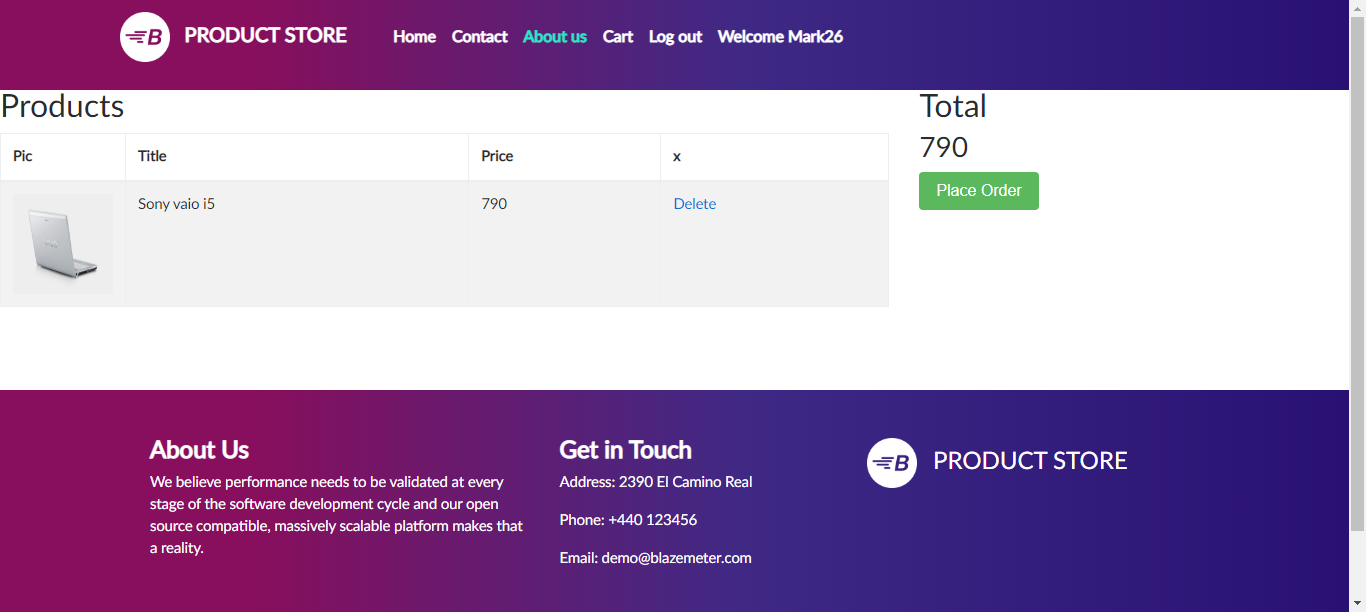 B PRODUCT STORE Home Contact About us Cart Log out Welcome Mark26
Products
Pic Title Price x
Sony vaio i5 790 Delete
Total
790
Place Order
About Us
We believe performance needs to be validated at every
stage of the software development cycle and our open
source compatible, massively scalable platform makes that
a reality.
Get in Touch
Address: 2390 El Camino Real
Phone: +440 123456
Email: demo@blazemeter.com
B PRODUCT STORE